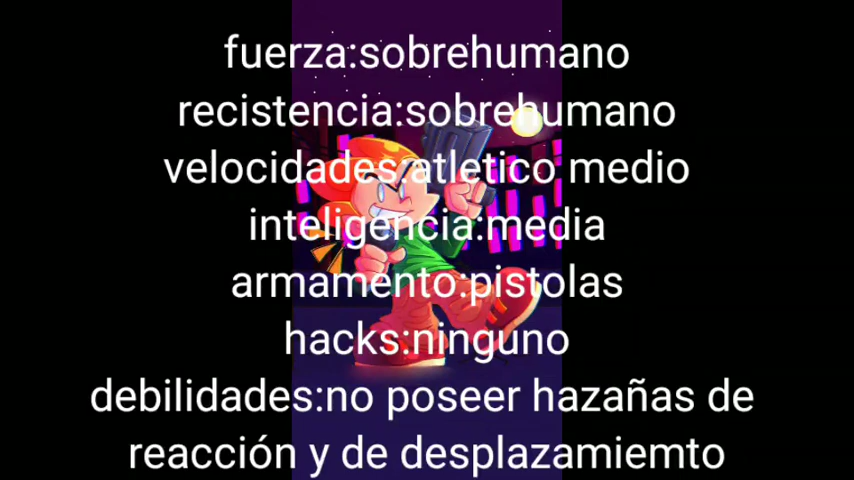 fuerza:sobrehumano
recistencia:sobrehumano
velocidades:atletico medio
inteligencia:media
armamento:pistolas
hacks:ninguno
debilidades:no poseer hazañas de
reacción y de desplazamiemto